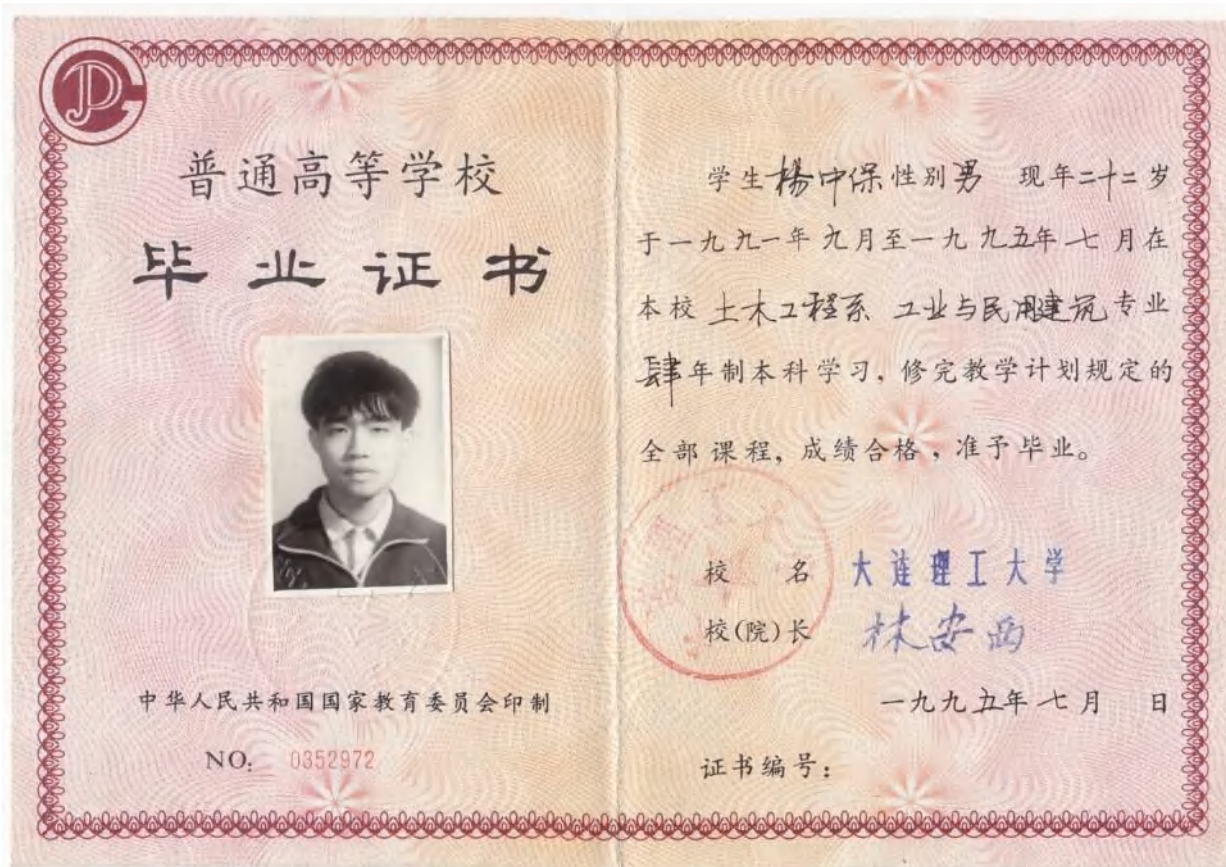 普通高等学校
毕业证书
中华人民共和国国家教育委员会印制
NO: 0352972
学生楊中保性别男 现年二十二岁
于一九九一年九月至一九九五年七月在
本校 土木工程系 工业与民用建筑专业
肆年制本科学习，修完教学计划规定的
全部课程，成绩合格，准予毕业。
校 名 大连理工大学
校(院)长 林安西
一九九五年七月 日
证书编号：